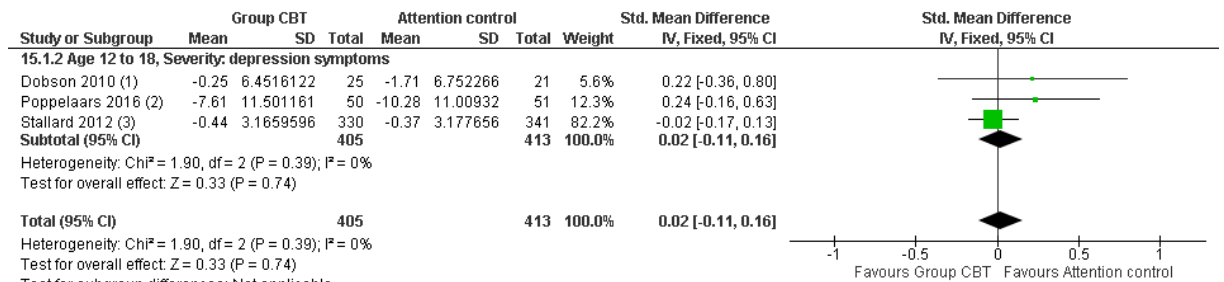 Group CBT Attention control Std. Mean Difference Std. Mean Difference
Study or Subgroup Mean SD Total Mean SD Total Weight IV, Fixed, 95% CI IV, Fixed, 95% CI
15.1.2 Age 12 to 18, Severity: depression symptoms
Dobson 2010 (1) -0.25 6.4516122 25 -1.71 6.752266 21 5.6% 0.22 [-0.36, 0.80]
Poppelaars 2016 (2) -7.61 11.501161 50 -10.28 11.00932 51 12.3% 0.24 [-0.16, 0.63]
Stallard 2012 (3) -0.44 3.1659596 330 -0.37 3.177656 341 82.2% -0.02 [-0.17, 0.13]
Subtotal (95% CI) 405 413 100.0% 0.02 [-0.11, 0.16]
Heterogeneity: Chi² = 1.90, df = 2 (P = 0.39); I² = 0%
Test for overall effect: Z = 0.33 (P = 0.74)
Total (95% CI) 405 413 100.0% 0.02 [-0.11, 0.16]
Heterogeneity: Chi² = 1.90, df = 2 (P = 0.39); I² = 0%
Test for overall effect: Z = 0.33 (P = 0.74)
-1 -0.5 0 0.5 1
Favours Group CBT Favours Attention control